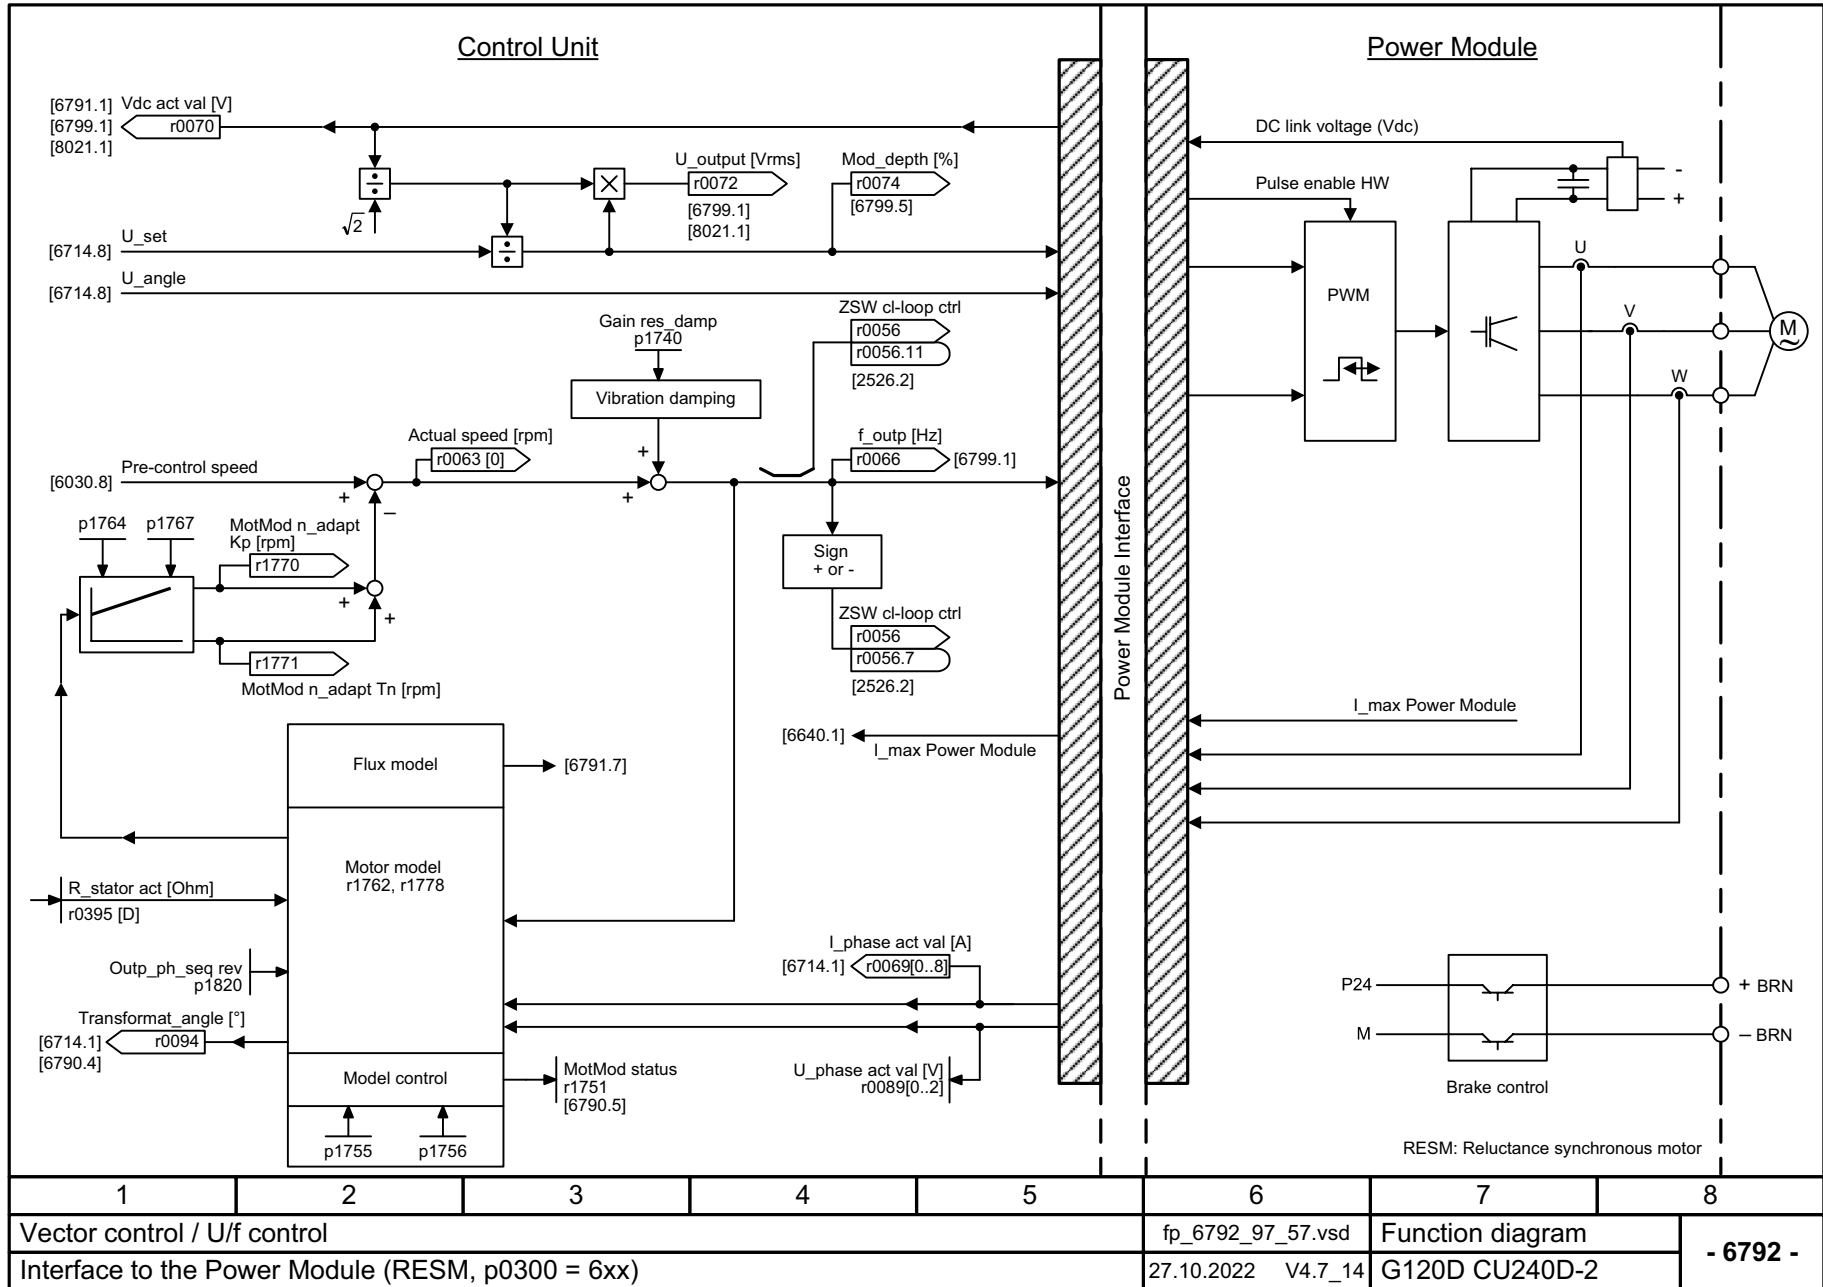 Control Unit
Power Module
[6791.1] Vdc act val [V]
[6799.1] r0070
[8021.1]
DC link voltage (Vdc)
U_output [Vrms]
Mod_depth [%]
÷
×
r0072
r0074
Pulse enable HW
-
+
√2
[6799.1]
[8021.1]
[6799.5]
U_set
[6714.8]
÷
U_angle
[6714.8]
U
PWM
V
M
~
W
ZSW cl-loop ctrl
r0056
r0056.11
[2526.2]
Gain res_damp
p1740
Vibration damping
Actual speed [rpm]
r0063 [0]
+
f_outp [Hz]
r0066 [6799.1]
Pre-control speed
[6030.8]
+
–
+
p1764 p1767
MotMod n_adapt
Kp [rpm]
r1770
+
+
r1771
MotMod n_adapt Tn [rpm]
Sign
+ or -
ZSW cl-loop ctrl
r0056
r0056.7
[2526.2]
Power Module Interface
[6640.1]
I_max Power Module
I_max Power Module
Flux model
[6791.7]
Motor model
r1762, r1778
R_stator act [Ohm]
r0395 [D]
Outp_ph_seq rev
p1820
Transformat_angle [°]
[6714.1] r0094
[6790.4]
I_phase act val [A]
[6714.1] r0069[0..8]
U_phase act val [V]
r0089[0..2]
Model control
MotMod status
r1751
[6790.5]
p1755 p1756
P24
+ BRN
M
– BRN
Brake control
RESM: Reluctance synchronous motor
1 2 3 4 5 6 7 8
Vector control / U/f control
fp_6792_97_57.vsd
Function diagram
- 6792 -
Interface to the Power Module (RESM, p0300 = 6xx)
27.10.2022 V4.7_14
G120D CU240D-2